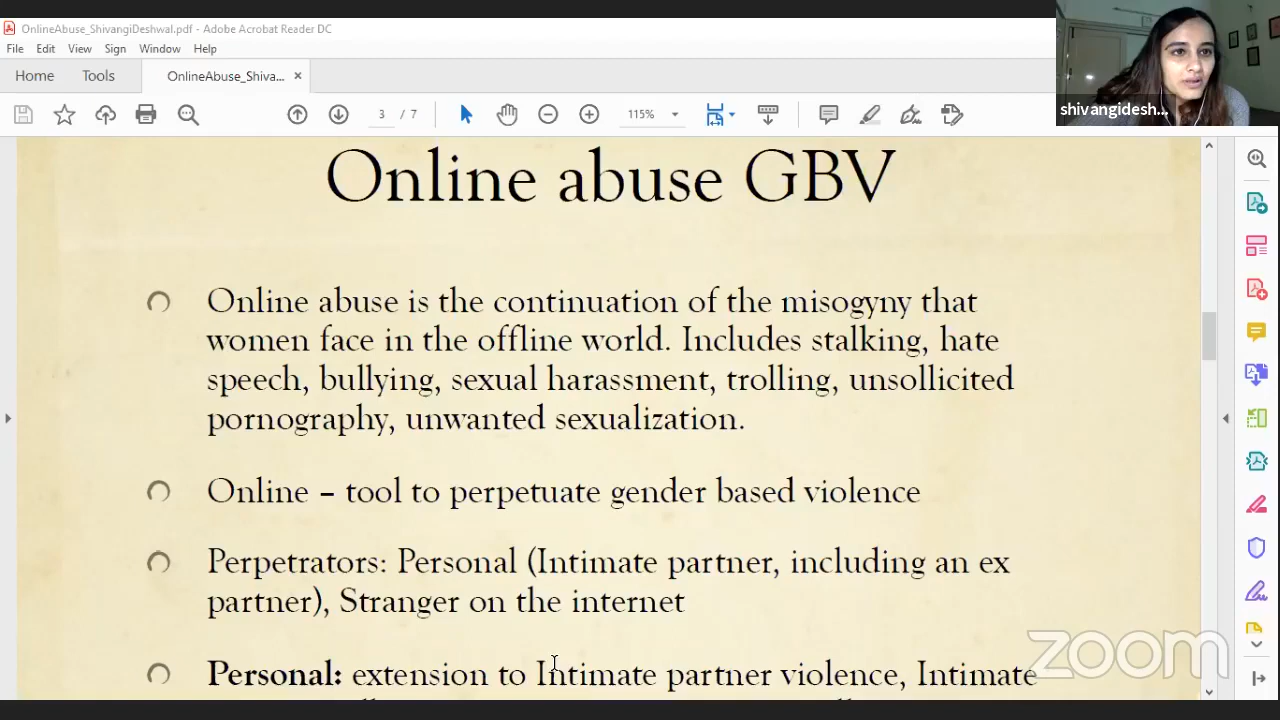 OnlineAbuse_ShivangiDeshwal.pdf - Adobe Acrobat Reader DC
File Edit View Sign Window Help
Home Tools OnlineAbuse_Shiva... ×
3 / 7 115%
shivangidesh...
Online abuse GBV
Online abuse is the continuation of the misogyny that
women face in the offline world. Includes stalking, hate
speech, bullying, sexual harassment, trolling, unsollicited
pornography, unwanted sexualization.
Online – tool to perpetuate gender based violence
Perpetrators: Personal (Intimate partner, including an ex
partner), Stranger on the internet
Personal: extension to Intimate partner violence, Intimate
zoom